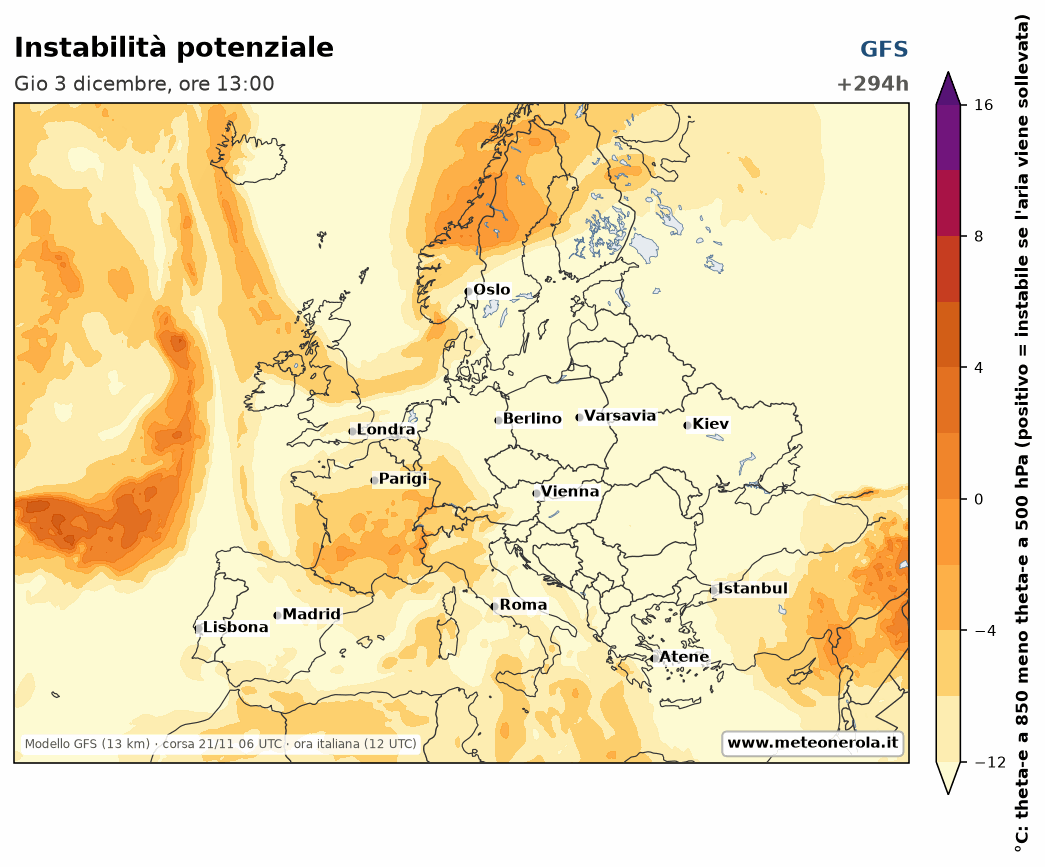 Instabilità potenziale
GFS
Gio 3 dicembre, ore 13:00
+294h
16
8
4
0
−4
−12
°C: theta-e a 850 meno theta-e a 500 hPa (positivo = instabile se l'aria viene sollevata)
Oslo
Berlino
Varsavia
Kiev
Londra
Parigi
Vienna
Istanbul
Roma
Madrid
Lisbona
Atene
Modello GFS (13 km) · corsa 21/11 06 UTC · ora italiana (12 UTC)
www.meteonerola.it